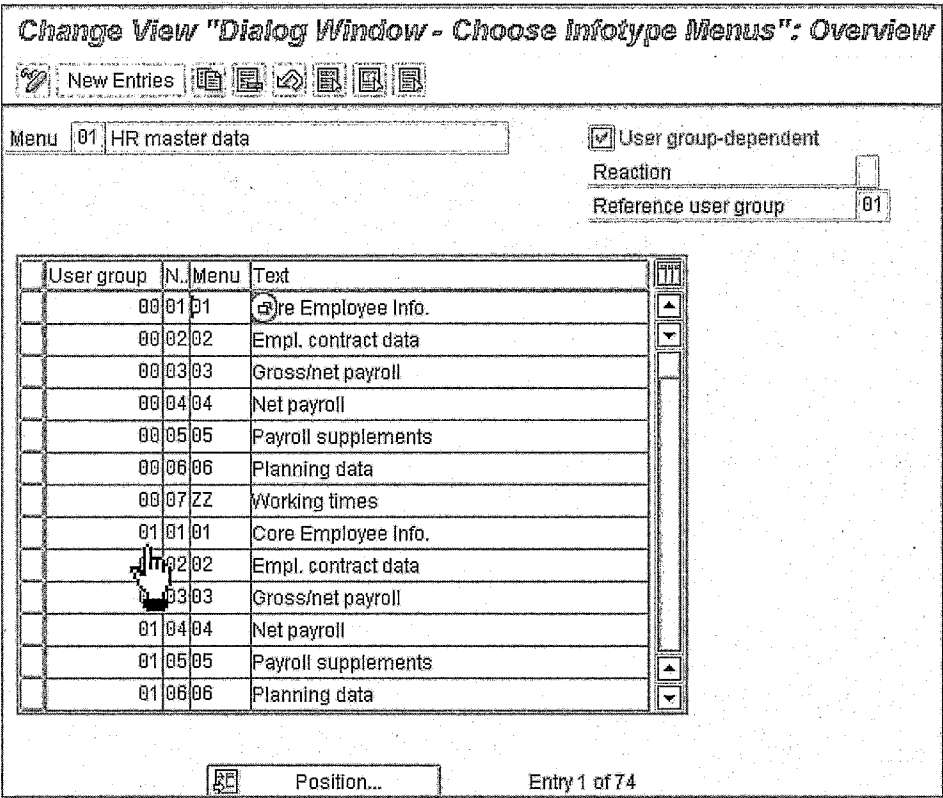 Change View "Dialog Window - Choose Infotype Menus": Overview
New Entries
Menu 01 HR master data
User group-dependent
Reaction
Reference user group 01
User group N.. Menu Text
00 01 01 re Employee Info.
00 02 02 Empl. contract data
00 03 03 Gross/net payroll
00 04 04 Net payroll
00 05 05 Payroll supplements
00 06 06 Planning data
00 07 ZZ Working times
01 01 01 Core Employee Info.
02 02 Empl. contract data
03 03 Gross/net payroll
01 04 04 Net payroll
01 05 05 Payroll supplements
01 06 06 Planning data
Position... Entry 1 of 74